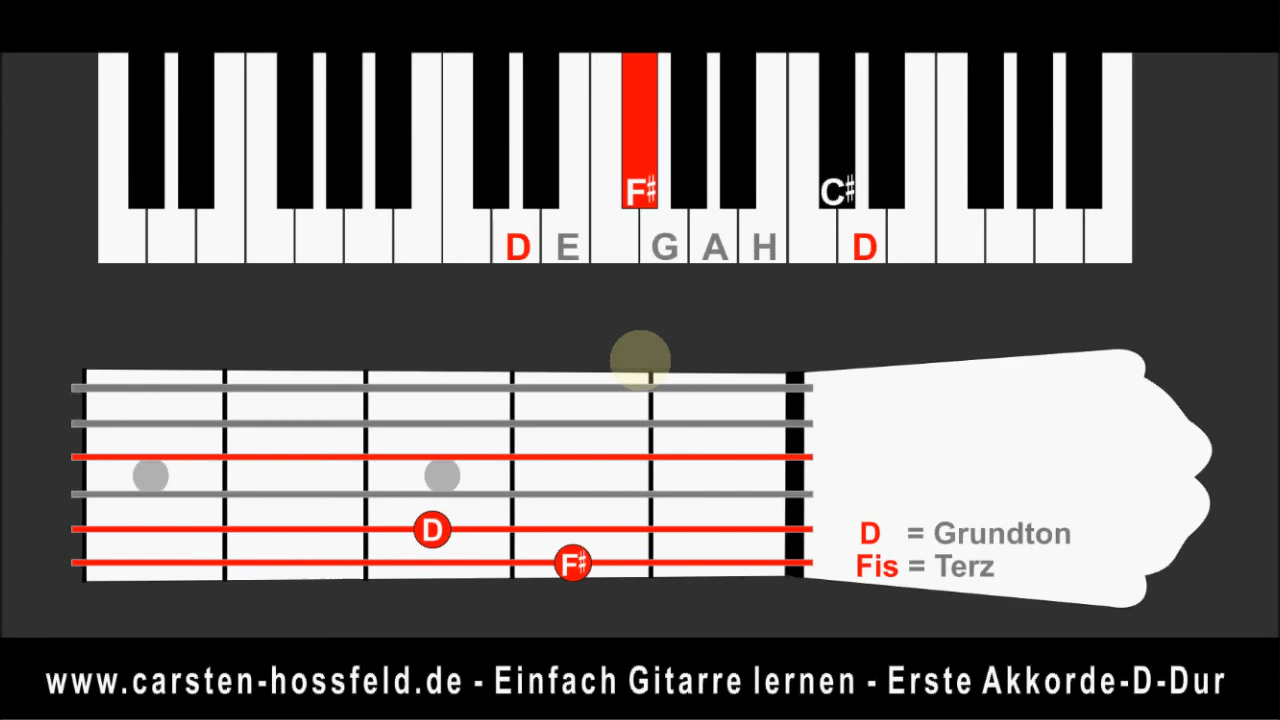 F♯ C♯
D E G A H D
D
F♯
D = Grundton
Fis = Terz
www.carsten-hossfeld.de - Einfach Gitarre lernen - Erste Akkorde-D-Dur